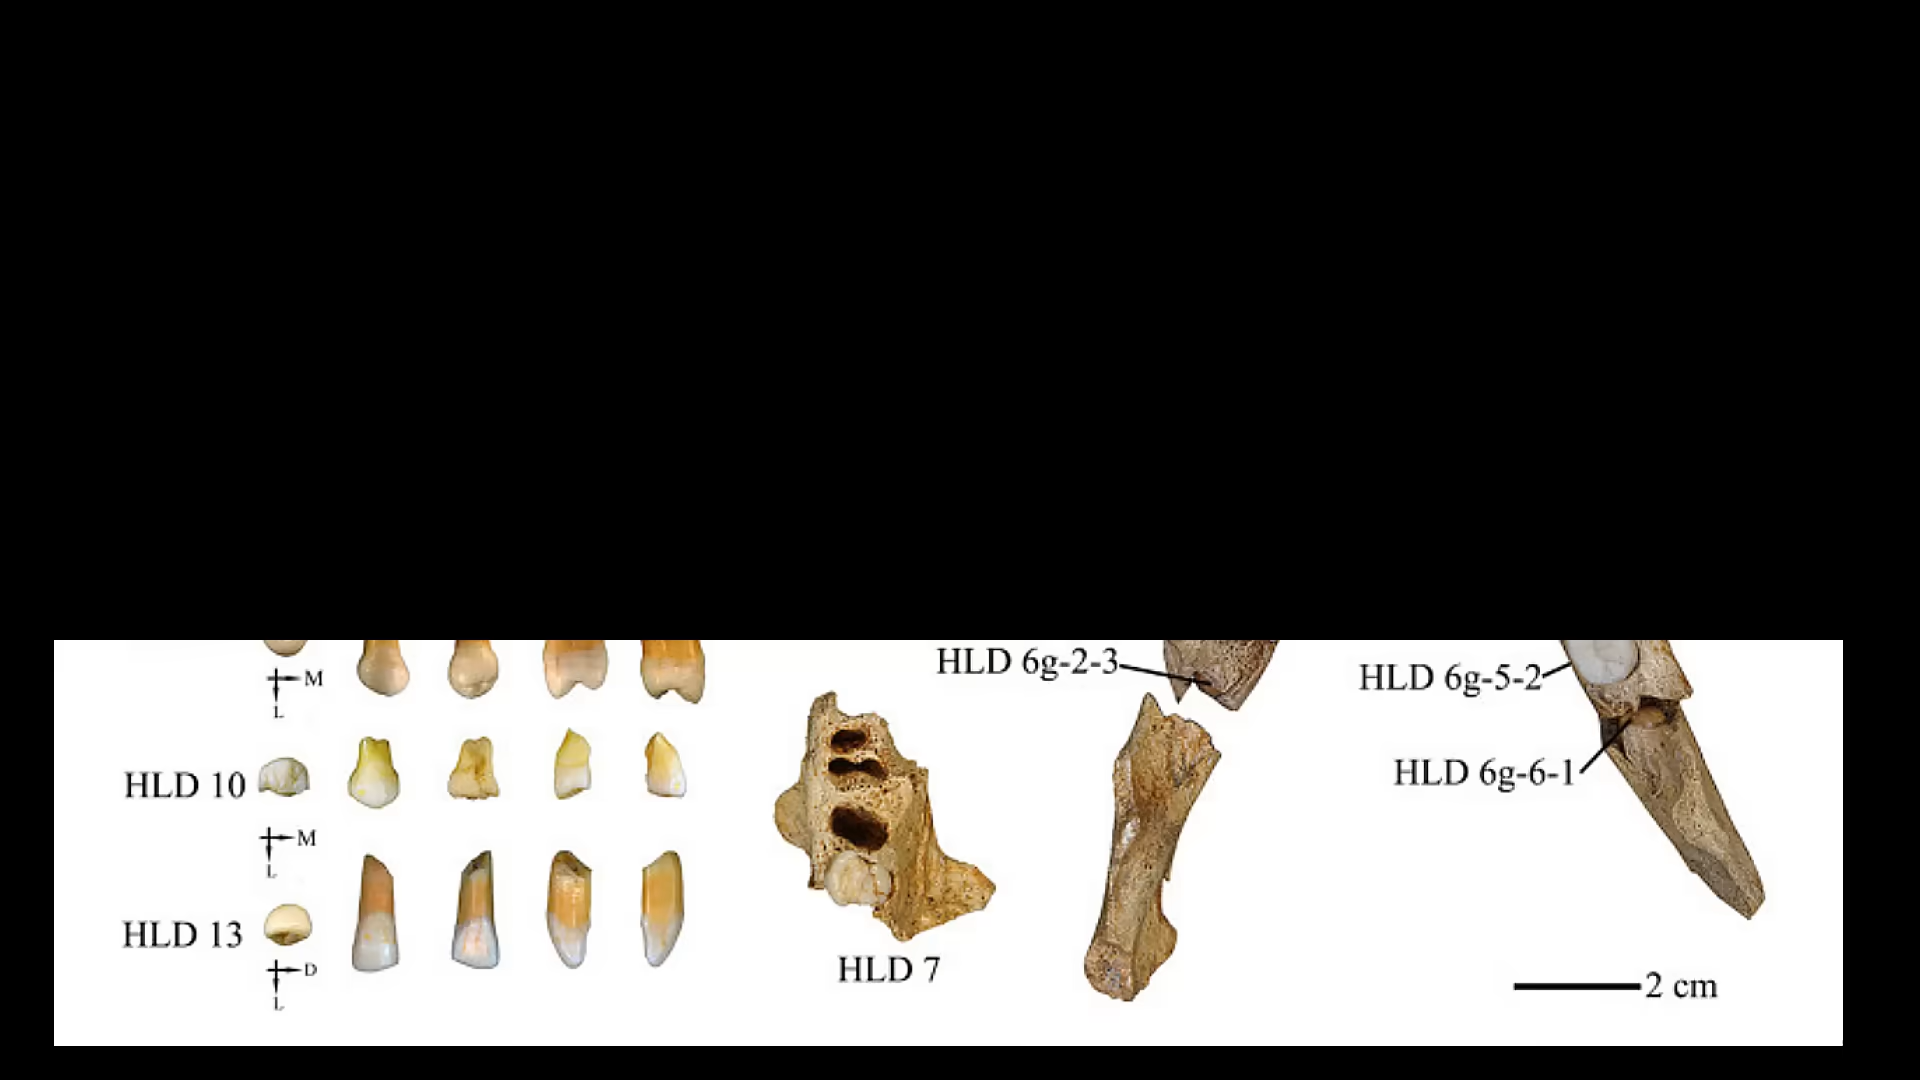 M
L
HLD 10
M
L
HLD 13
D
L
HLD 7
HLD 6g-2-3
HLD 6g-5-2
HLD 6g-6-1
2 cm